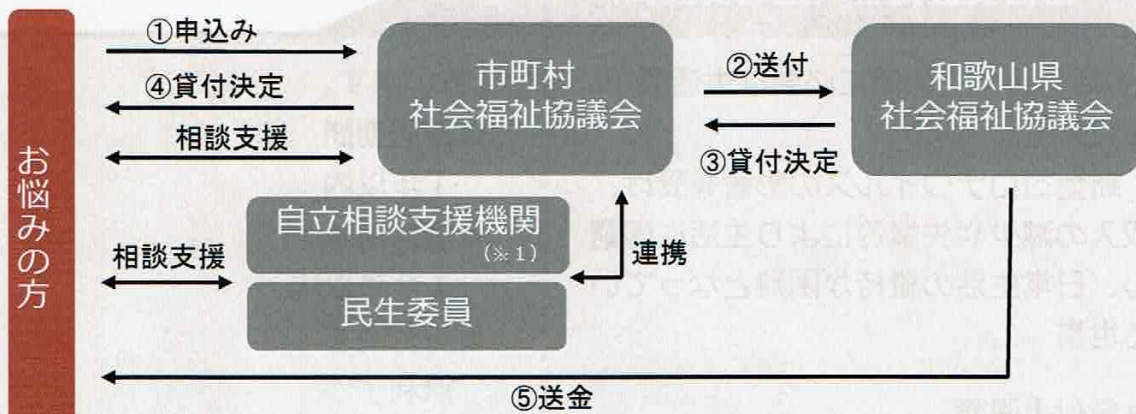 お悩みの方
①申込み
④貸付決定
相談支援
市町村
社会福祉協議会
②送付
③貸付決定
和歌山県
社会福祉協議会
相談支援
自立相談支援機関
(※1)
民生委員
連携
⑤送金